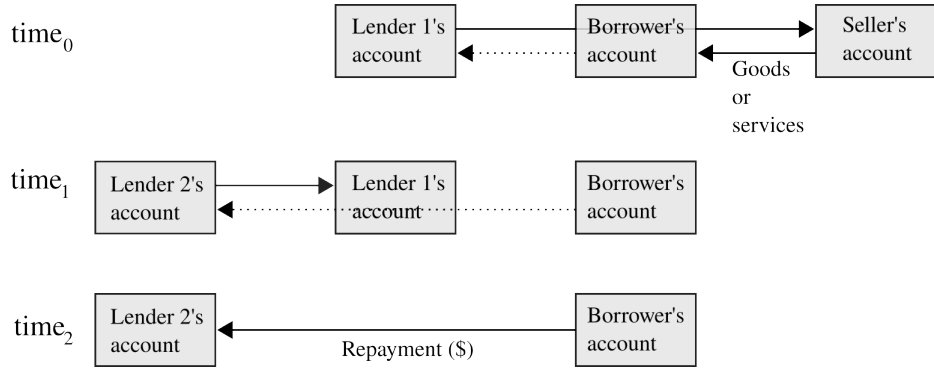 time0
Lender 1's
account
Borrower's
account
Seller's
account
Goods
or
services
time1
Lender 2's
account
Lender 1's
account
Borrower's
account
time2
Lender 2's
account
Borrower's
account
Repayment ($)